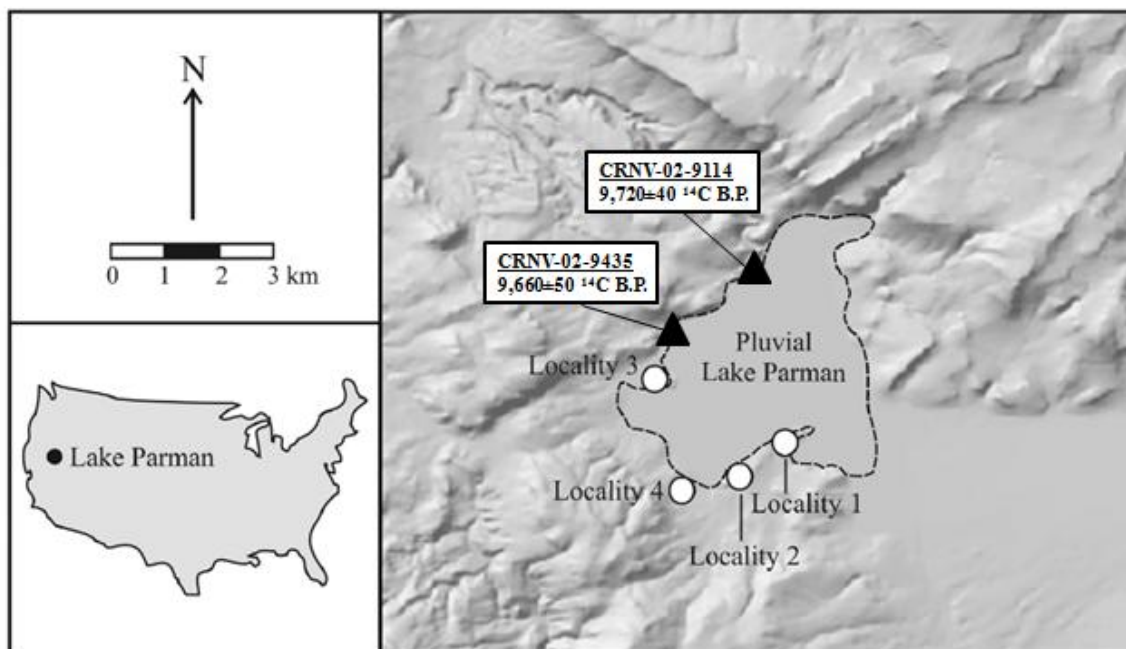 N
0 1 2 3 km
Lake Parman
CRNV-02-9114
9,720±40 ¹⁴C B.P.
CRNV-02-9435
9,660±50 ¹⁴C B.P.
Pluvial
Lake Parman
Locality 3
Locality 4
Locality 1
Locality 2